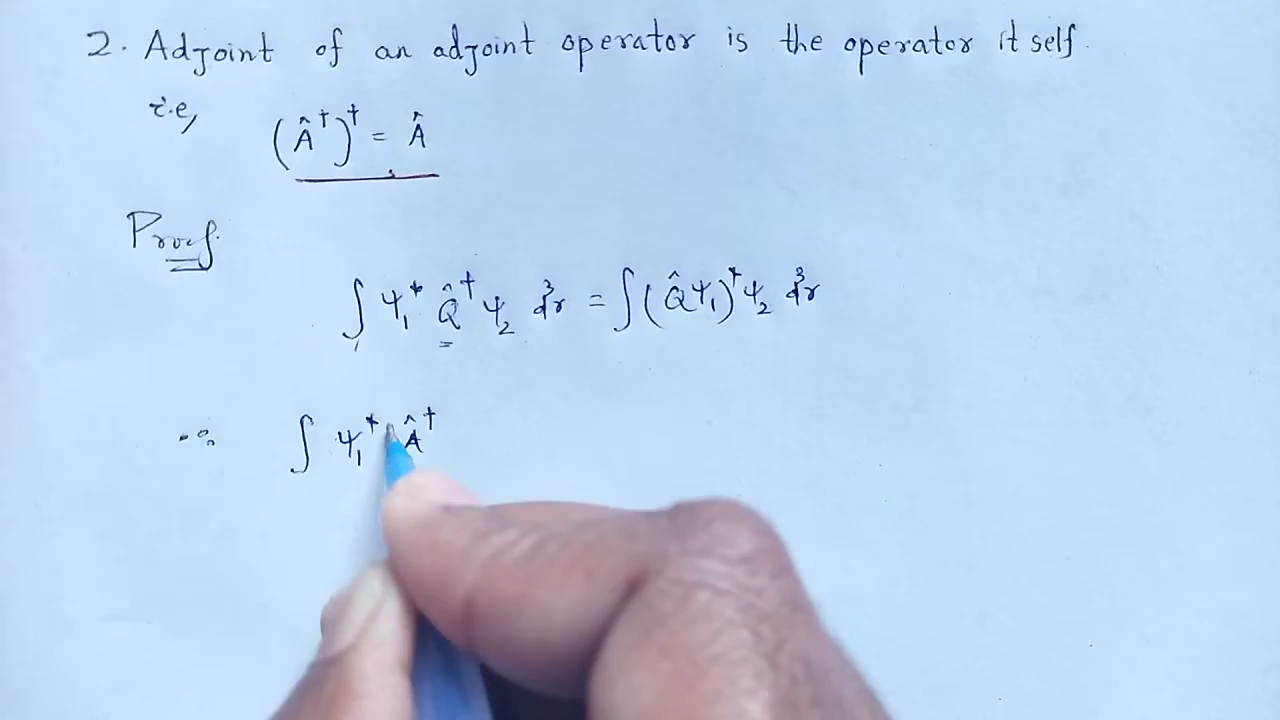 2. Adjoint of an adjoint operator is the operator it self.
i.e, (Â†)† = Â
Proof.
∫ ψ₁* Q̂† ψ₂ d³r = ∫ (Q̂ψ₁)* ψ₂ d³r
∴ ∫ ψ₁* Â†